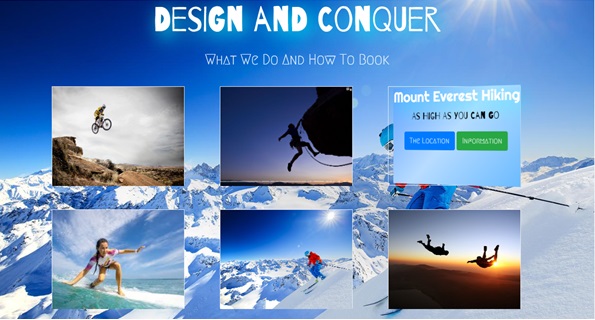 Design and Conquer
What We Do And How To Book
Mount Everest Hiking
as high as you can go
The Location